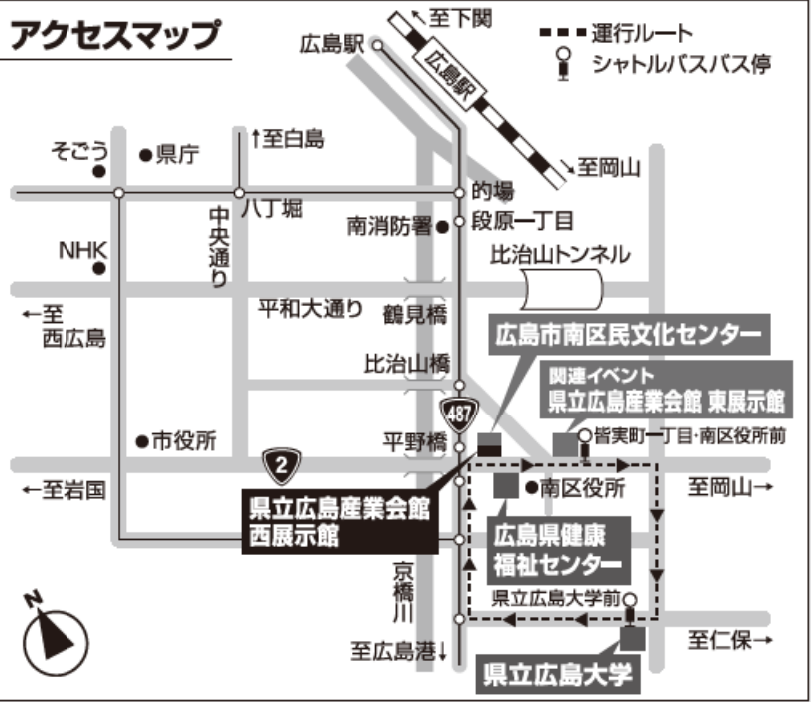 アクセスマップ
広島駅
↖至下関
広島駅
運行ルート
シャトルバスバス停
そごう
県庁
↑至白島
↘至岡山
八丁堀
的場
中央通り
南消防署
段原一丁目
NHK
比治山トンネル
←至
西広島
平和大通り
鶴見橋
広島市南区民文化センター
比治山橋
関連イベント
県立広島産業会館 東展示館
487
市役所
平野橋
皆実町一丁目・南区役所前
2
←至岩国
南区役所
至岡山→
県立広島産業会館
西展示館
広島県健康
福祉センター
京橋川
県立広島大学前
N
至広島港↓
至仁保→
県立広島大学